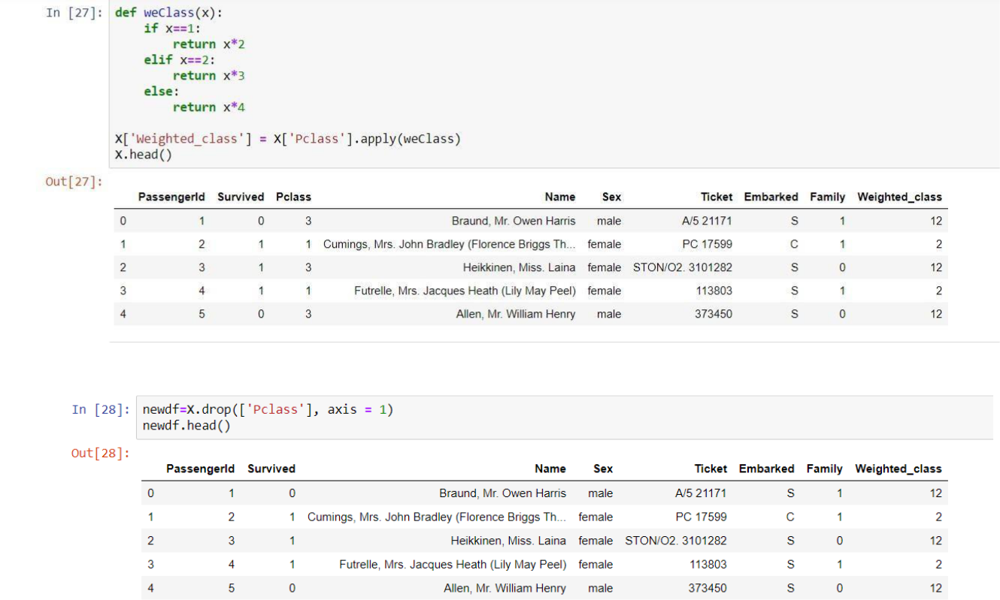 In [27]: def weClass(x):
    if x==1:
        return x*2
    elif x==2:
        return x*3
    else:
        return x*4
X['Weighted_class'] = X['Pclass'].apply(weClass)
X.head()
Out[27]:
PassengerId Survived Pclass Name Sex Ticket Embarked Family Weighted_class
0 1 0 3 Braund, Mr. Owen Harris male A/5 21171 S 1 12
1 2 1 1 Cumings, Mrs. John Bradley (Florence Briggs Th... female PC 17599 C 1 2
2 3 1 3 Heikkinen, Miss. Laina female STON/O2. 3101282 S 0 12
3 4 1 1 Futrelle, Mrs. Jacques Heath (Lily May Peel) female 113803 S 1 2
4 5 0 3 Allen, Mr. William Henry male 373450 S 0 12
In [28]: newdf=X.drop(['Pclass'], axis = 1)
newdf.head()
Out[28]:
PassengerId Survived Name Sex Ticket Embarked Family Weighted_class
0 1 0 Braund, Mr. Owen Harris male A/5 21171 S 1 12
1 2 1 Cumings, Mrs. John Bradley (Florence Briggs Th... female PC 17599 C 1 2
2 3 1 Heikkinen, Miss. Laina female STON/O2. 3101282 S 0 12
3 4 1 Futrelle, Mrs. Jacques Heath (Lily May Peel) female 113803 S 1 2
4 5 0 Allen, Mr. William Henry male 373450 S 0 12